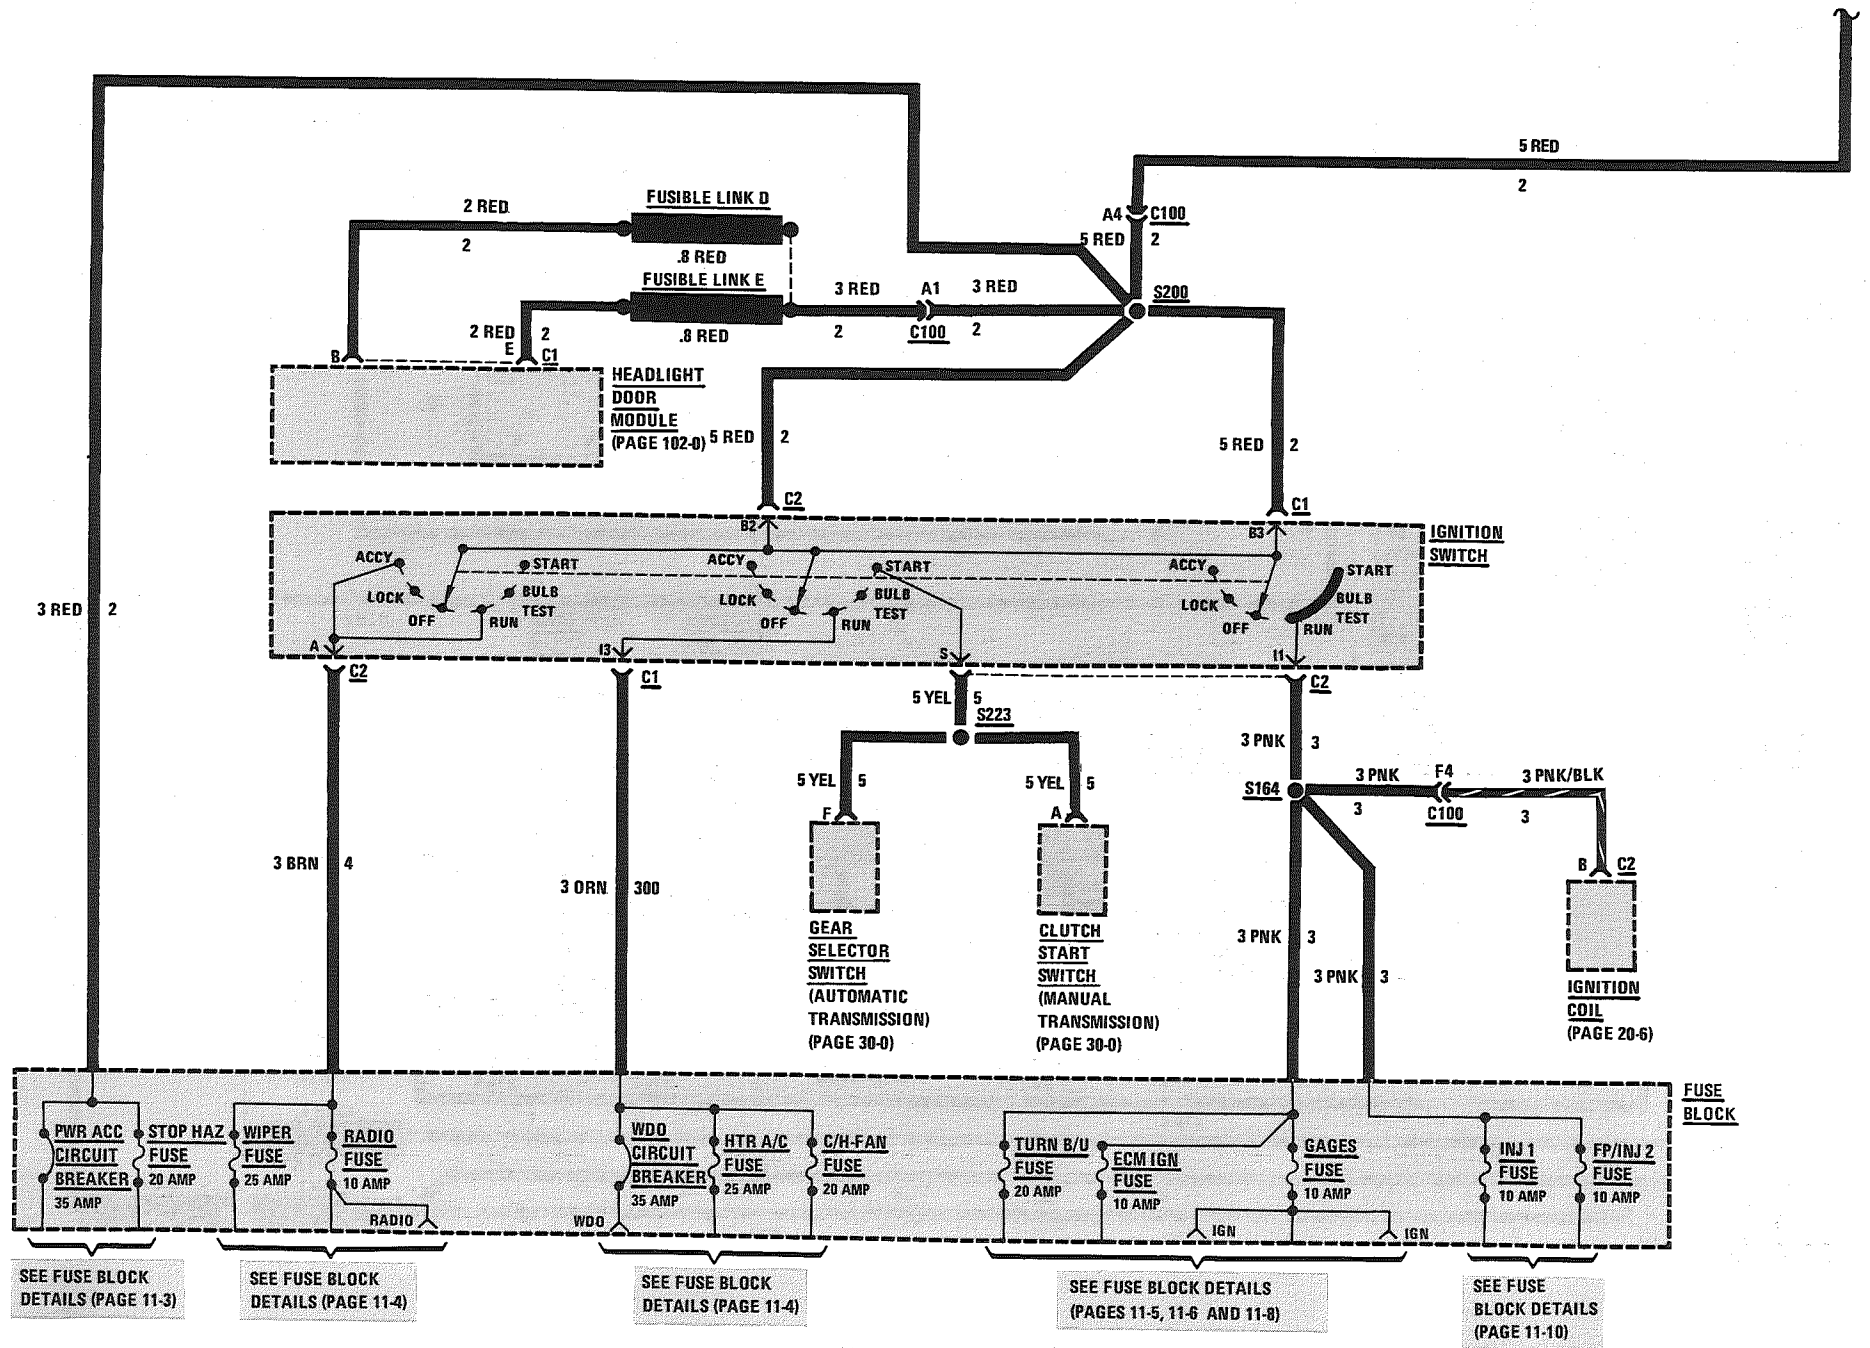 5 RED
2
FUSIBLE LINK D
2 RED
2
.8 RED
A4 C100
5 RED 2
FUSIBLE LINK E
3 RED A1 3 RED
S200
2 C100 2
.8 RED
2 RED 2
E C1
B
HEADLIGHT
DOOR
MODULE
(PAGE 102-0)
5 RED 2
5 RED 2
C2
C1
B2
B3
IGNITION
SWITCH
ACCY
LOCK
OFF
RUN
BULB
TEST
START
ACCY
LOCK
OFF
RUN
BULB
TEST
START
ACCY
LOCK
OFF
RUN
BULB
TEST
START
3 RED 2
A
I3
S
I1
C2
C1
C2
5 YEL 5
S223
5 YEL 5
5 YEL 5
3 PNK 3
S164
3 PNK F4 3 PNK/BLK
3 C100 3
F
A
B C2
3 BRN 4
3 ORN 300
GEAR
SELECTOR
SWITCH
(AUTOMATIC
TRANSMISSION)
(PAGE 30-0)
CLUTCH
START
SWITCH
(MANUAL
TRANSMISSION)
(PAGE 30-0)
3 PNK 3
3 PNK 3
IGNITION
COIL
(PAGE 20-6)
FUSE
BLOCK
PWR ACC
CIRCUIT
BREAKER
35 AMP
STOP HAZ
FUSE
20 AMP
WIPER
FUSE
25 AMP
RADIO
FUSE
10 AMP
RADIO
WDO
CIRCUIT
BREAKER
35 AMP
WDO
HTR A/C
FUSE
25 AMP
C/H-FAN
FUSE
20 AMP
TURN B/U
FUSE
20 AMP
ECM IGN
FUSE
10 AMP
GAGES
FUSE
10 AMP
IGN
IGN
INJ 1
FUSE
10 AMP
FP/INJ 2
FUSE
10 AMP
SEE FUSE BLOCK
DETAILS (PAGE 11-3)
SEE FUSE BLOCK
DETAILS (PAGE 11-4)
SEE FUSE BLOCK
DETAILS (PAGE 11-4)
SEE FUSE BLOCK DETAILS
(PAGES 11-5, 11-6 AND 11-8)
SEE FUSE
BLOCK DETAILS
(PAGE 11-10)